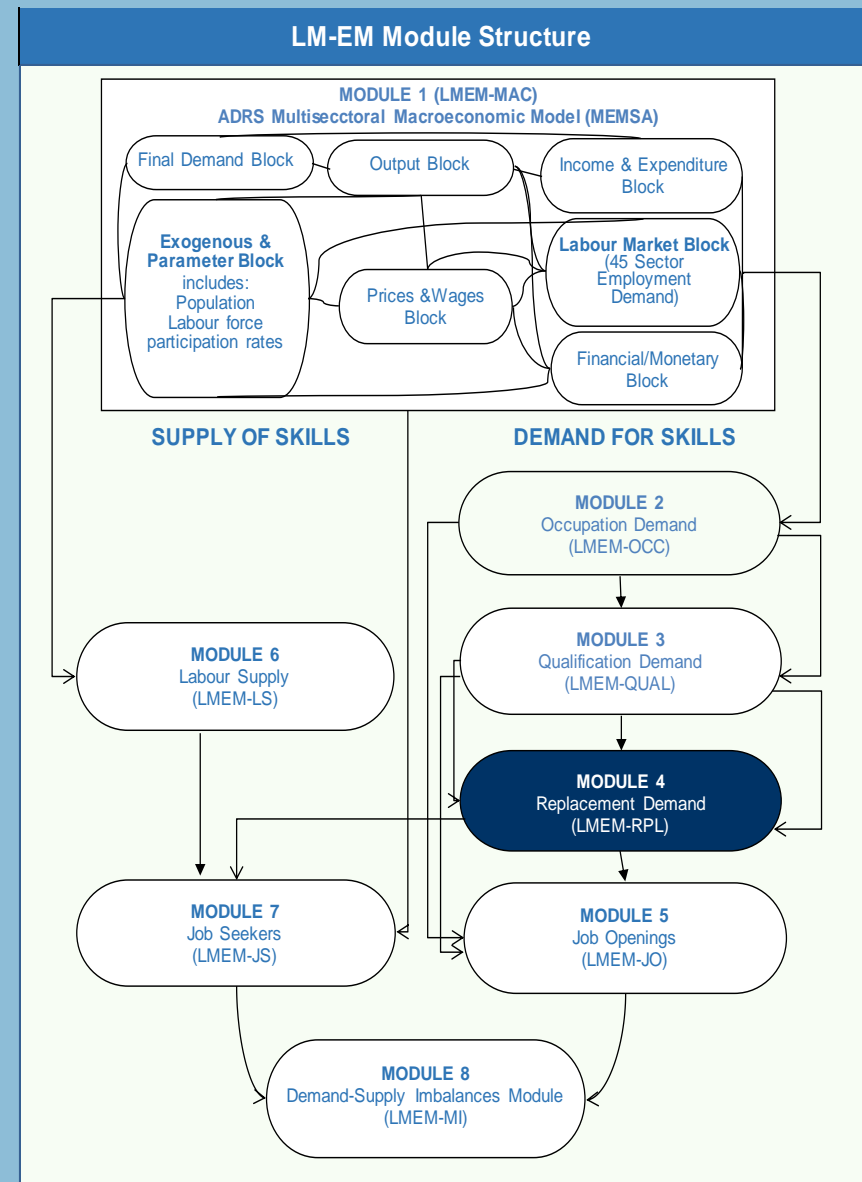 LM-EM Module Structure
MODULE 1 (LMEM-MAC)
ADRS Multisecctoral Macroeconomic Model (MEMSA)
Final Demand Block
Output Block
Income & Expenditure
Block
Exogenous &
Parameter Block
includes:
Population
Labour force
participation rates
Prices &Wages
Block
Labour Market Block
(45 Sector
Employment
Demand)
Financial/Monetary
Block
SUPPLY OF SKILLS
DEMAND FOR SKILLS
MODULE 2
Occupation Demand
(LMEM-OCC)
MODULE 3
Qualification Demand
(LMEM-QUAL)
MODULE 6
Labour Supply
(LMEM-LS)
MODULE 4
Replacement Demand
(LMEM-RPL)
MODULE 7
Job Seekers
(LMEM-JS)
MODULE 5
Job Openings
(LMEM-JO)
MODULE 8
Demand-Supply Imbalances Module
(LMEM-MI)